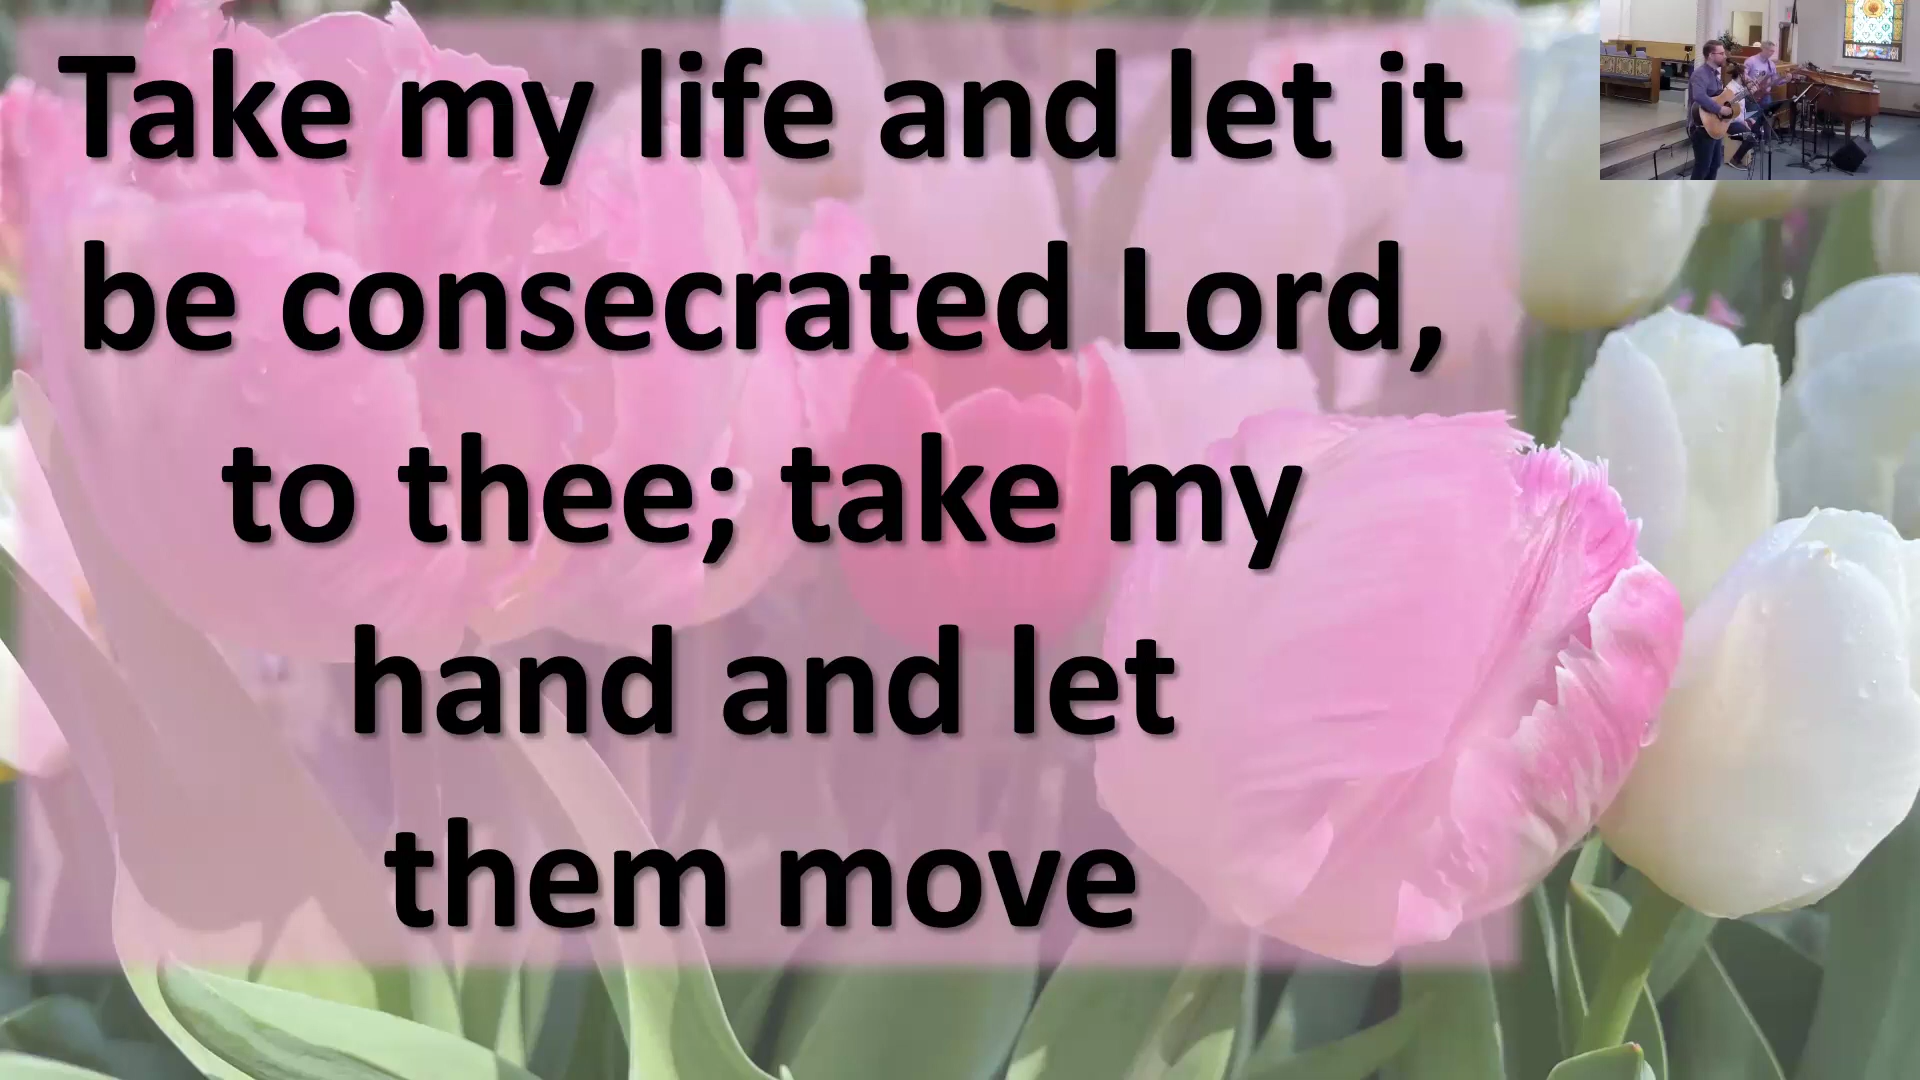 Take my life and let it
be consecrated Lord,
to thee; take my
hand and let
them move